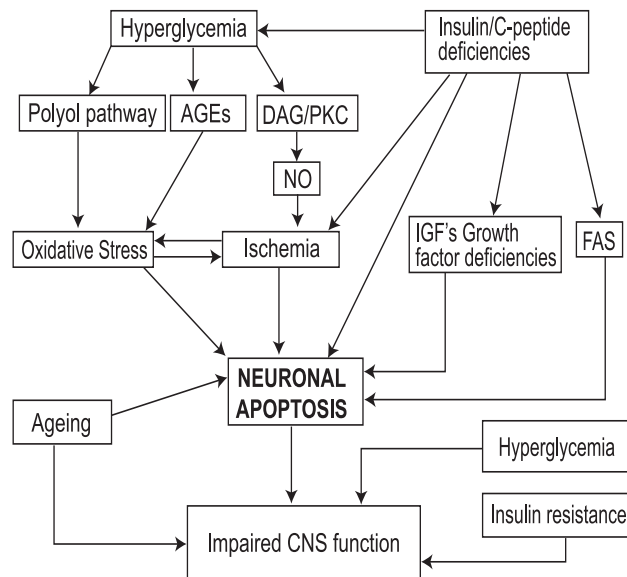 Hyperglycemia
Insulin/C-peptide
deficiencies
Polyol pathway
AGEs
DAG/PKC
NO
Oxidative Stress
Ischemia
IGF's Growth
factor deficiencies
FAS
NEURONAL
APOPTOSIS
Ageing
Hyperglycemia
Insulin resistance
Impaired CNS function